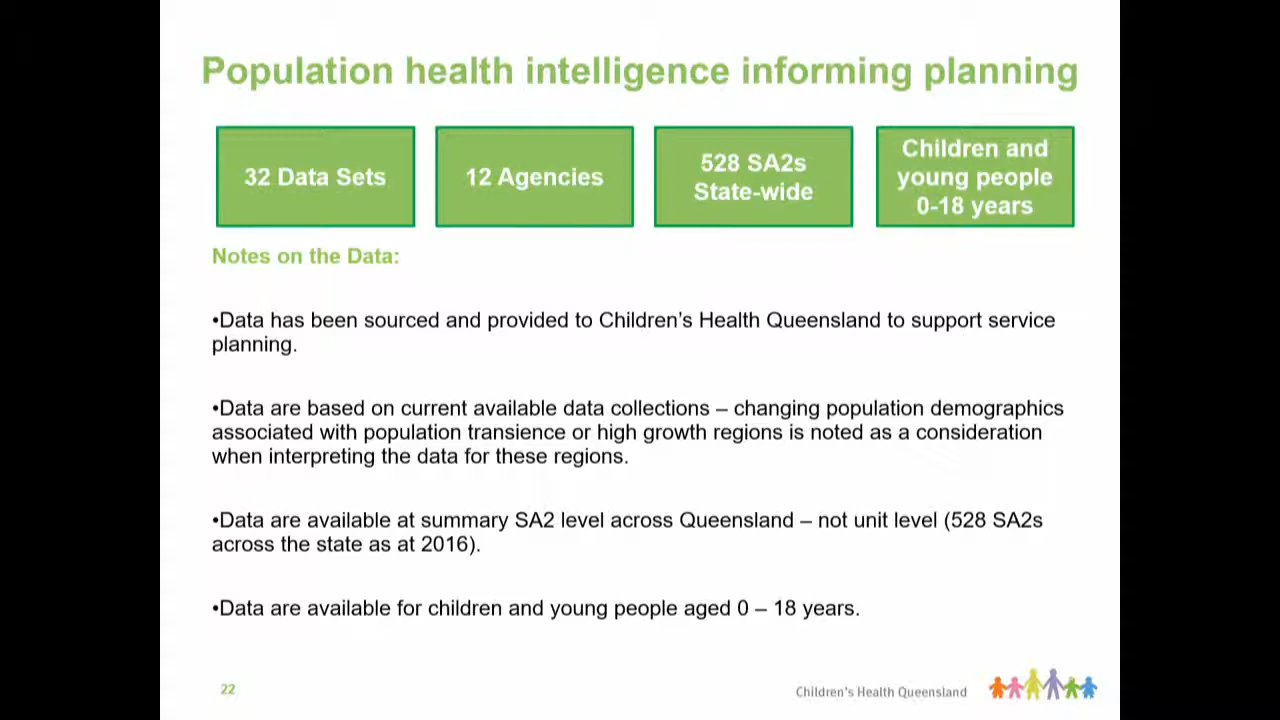 Population health intelligence informing planning
32 Data Sets
12 Agencies
528 SA2s
State-wide
Children and
young people
0-18 years
Notes on the Data:
•Data has been sourced and provided to Children’s Health Queensland to support service
planning.
•Data are based on current available data collections – changing population demographics
associated with population transience or high growth regions is noted as a consideration
when interpreting the data for these regions.
•Data are available at summary SA2 level across Queensland – not unit level (528 SA2s
across the state as at 2016).
•Data are available for children and young people aged 0 – 18 years.
22
Children’s Health Queensland